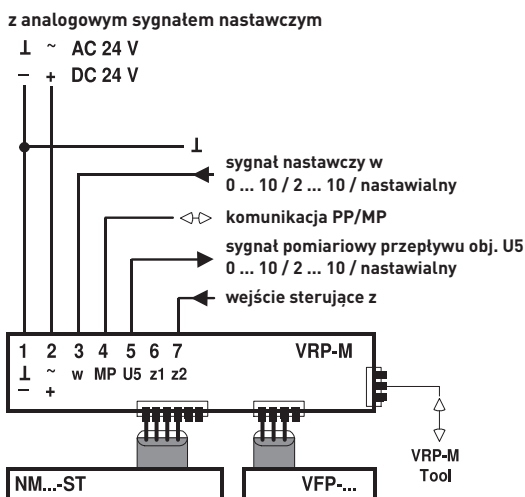 z analogowym sygnałem nastawczym
⊥ ~ AC 24 V
– + DC 24 V
⊥
sygnał nastawczy w
0 ... 10 / 2 ... 10 / nastawialny
komunikacja PP/MP
sygnał pomiarowy przepływu obj. U5
0 ... 10 / 2 ... 10 / nastawialny
wejście sterujące z
1 2 3 4 5 6 7 VRP-M
⊥ ~ w MP U5 z1 z2
– +
VRP-M
Tool
NM...-ST VFP-...